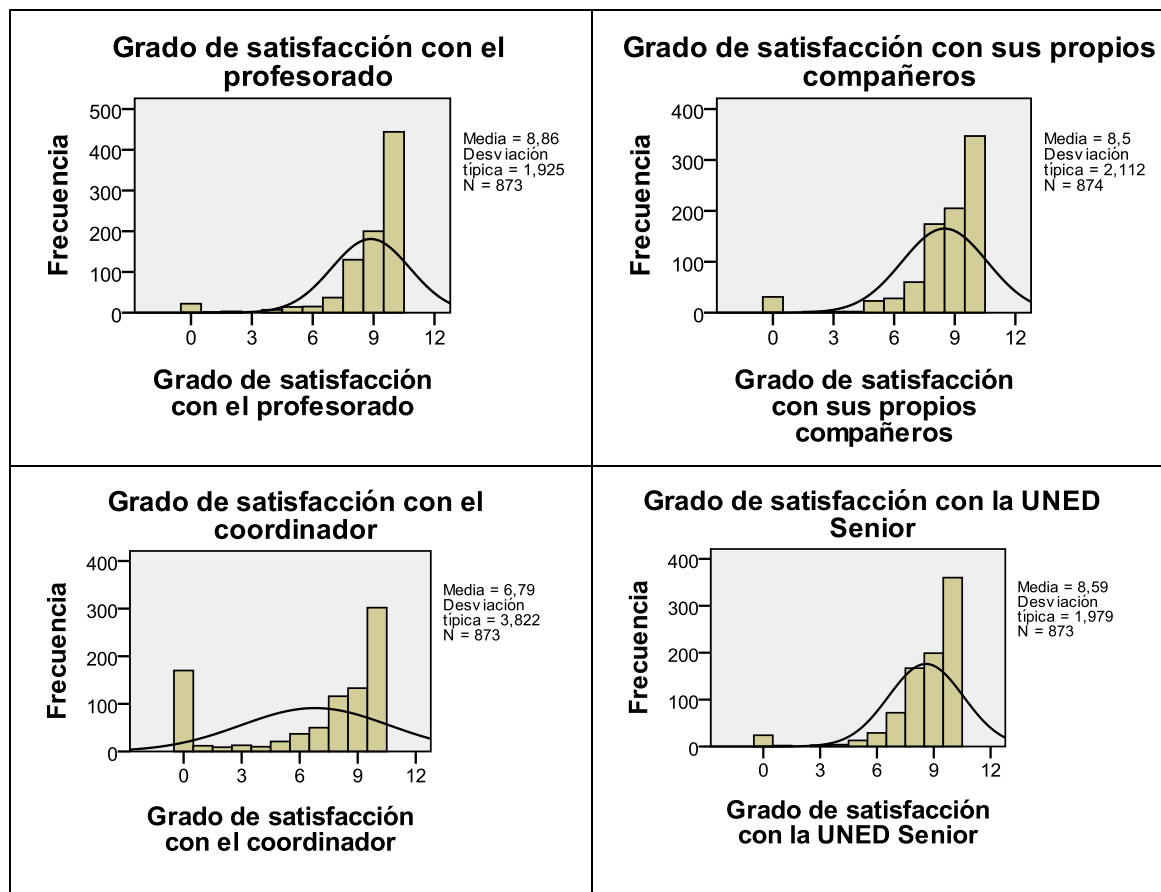 Grado de satisfacción con el
profesorado
500
400
300
200
100
0
Frecuencia
0 3 6 9 12
Media = 8,86
Desviación
típica = 1,925
N = 873
Grado de satisfacción
con el profesorado
Grado de satisfacción con sus propios
compañeros
400
300
200
100
0
Frecuencia
0 3 6 9 12
Media = 8,5
Desviación
típica = 2,112
N = 874
Grado de satisfacción
con sus propios
compañeros
Grado de satisfacción con el
coordinador
400
300
200
100
0
Frecuencia
0 3 6 9 12
Media = 6,79
Desviación
típica = 3,822
N = 873
Grado de satisfacción
con el coordinador
Grado de satisfacción con la UNED
Senior
400
300
200
100
0
Frecuencia
0 3 6 9 12
Media = 8,59
Desviación
típica = 1,979
N = 873
Grado de satisfacción
con la UNED Senior